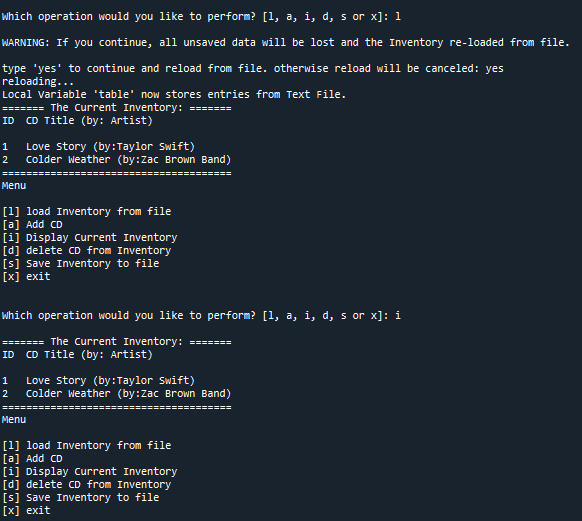 Which operation would you like to perform? [l, a, i, d, s or x]: l
WARNING: If you continue, all unsaved data will be lost and the Inventory re-loaded from file.
type 'yes' to continue and reload from file. otherwise reload will be canceled: yes
reloading...
Local Variable 'table' now stores entries from Text File.
======= The Current Inventory: =======
ID  CD Title (by: Artist)
1   Love Story (by:Taylor Swift)
2   Colder Weather (by:Zac Brown Band)
======================================
Menu
[l] load Inventory from file
[a] Add CD
[i] Display Current Inventory
[d] delete CD from Inventory
[s] Save Inventory to file
[x] exit
Which operation would you like to perform? [l, a, i, d, s or x]: i
======= The Current Inventory: =======
ID  CD Title (by: Artist)
1   Love Story (by:Taylor Swift)
2   Colder Weather (by:Zac Brown Band)
======================================
Menu
[l] load Inventory from file
[a] Add CD
[i] Display Current Inventory
[d] delete CD from Inventory
[s] Save Inventory to file
[x] exit